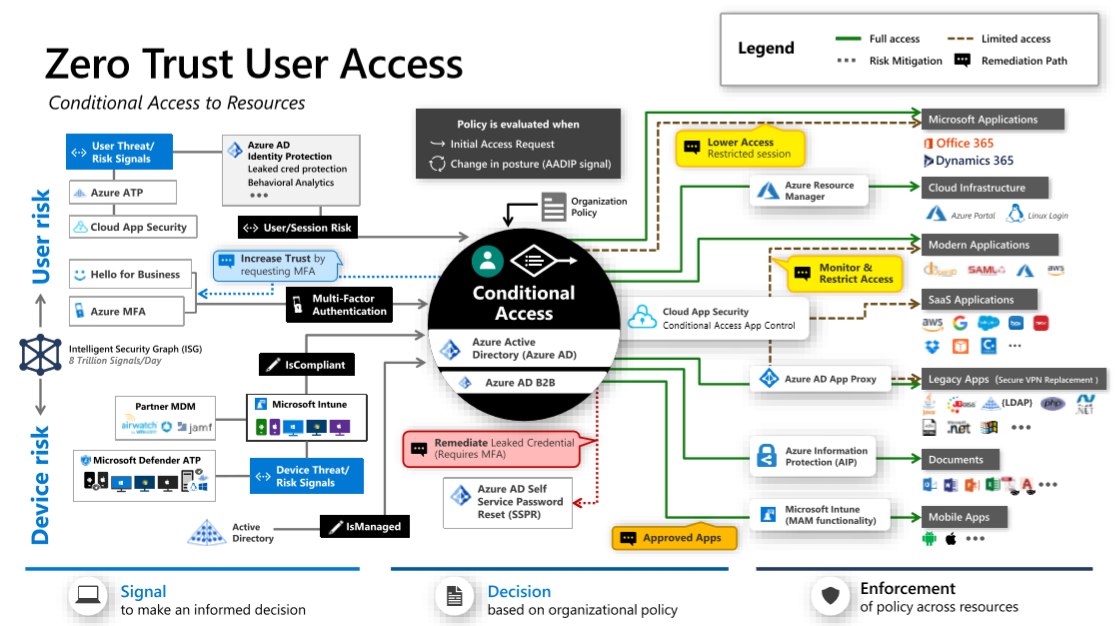 Zero Trust User Access
Conditional Access to Resources
Legend
Full access
Limited access
Risk Mitigation
Remediation Path
Policy is evaluated when
Initial Access Request
Change in posture (AADIP signal)
Organization
Policy
User risk
Device risk
User Threat/
Risk Signals
Azure ATP
Cloud App Security
Azure AD
Identity Protection
Leaked cred protection
Behavioral Analytics
User/Session Risk
Increase Trust by
requesting MFA
Hello for Business
Azure MFA
Multi-Factor
Authentication
Intelligent Security Graph (ISG)
8 Trillion Signals/Day
IsCompliant
Partner MDM
airwatch
by vmware
jamf
Microsoft Intune
Microsoft Defender ATP
Device Threat/
Risk Signals
Active
Directory
IsManaged
Conditional
Access
Azure Active
Directory (Azure AD)
Azure AD B2B
Remediate Leaked Credential
(Requires MFA)
Azure AD Self
Service Password
Reset (SSPR)
Lower Access
Restricted session
Azure Resource
Manager
Monitor &
Restrict Access
Cloud App Security
Conditional Access App Control
Azure AD App Proxy
Azure Information
Protection (AIP)
Microsoft Intune
(MAM functionality)
Approved Apps
Microsoft Applications
Office 365
Dynamics 365
Cloud Infrastructure
Azure Portal
Linux Login
Modern Applications
SAML
aws
SaaS Applications
aws
Legacy Apps (Secure VPN Replacement )
Java
(LDAP)
php
.NET
.net
Documents
Mobile Apps
Signal
to make an informed decision
Decision
based on organizational policy
Enforcement
of policy across resources